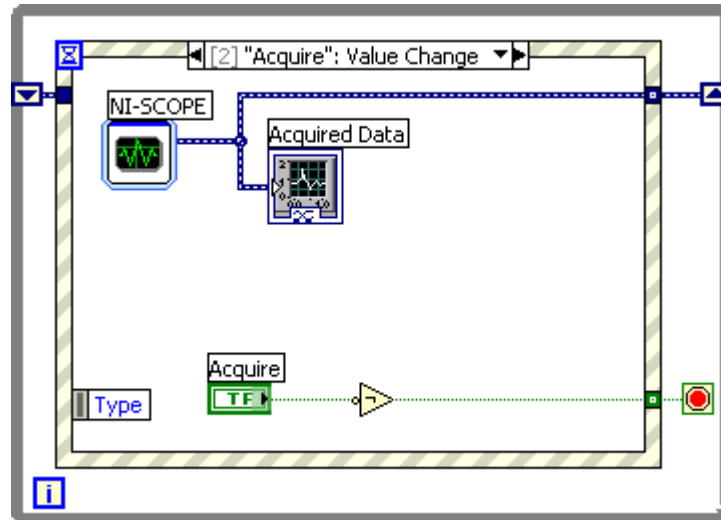 [2] "Acquire": Value Change
NI-SCOPE
Acquired Data
Acquire
TF
Type
i